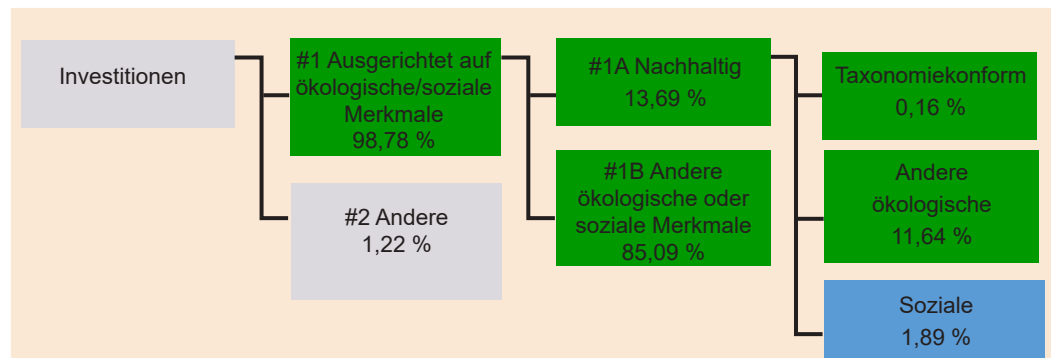 Investitionen
#1 Ausgerichtet auf
ökologische/soziale
Merkmale
98,78 %
#2 Andere
1,22 %
#1A Nachhaltig
13,69 %
#1B Andere
ökologische oder
soziale Merkmale
85,09 %
Taxonomiekonform
0,16 %
Andere
ökologische
11,64 %
Soziale
1,89 %